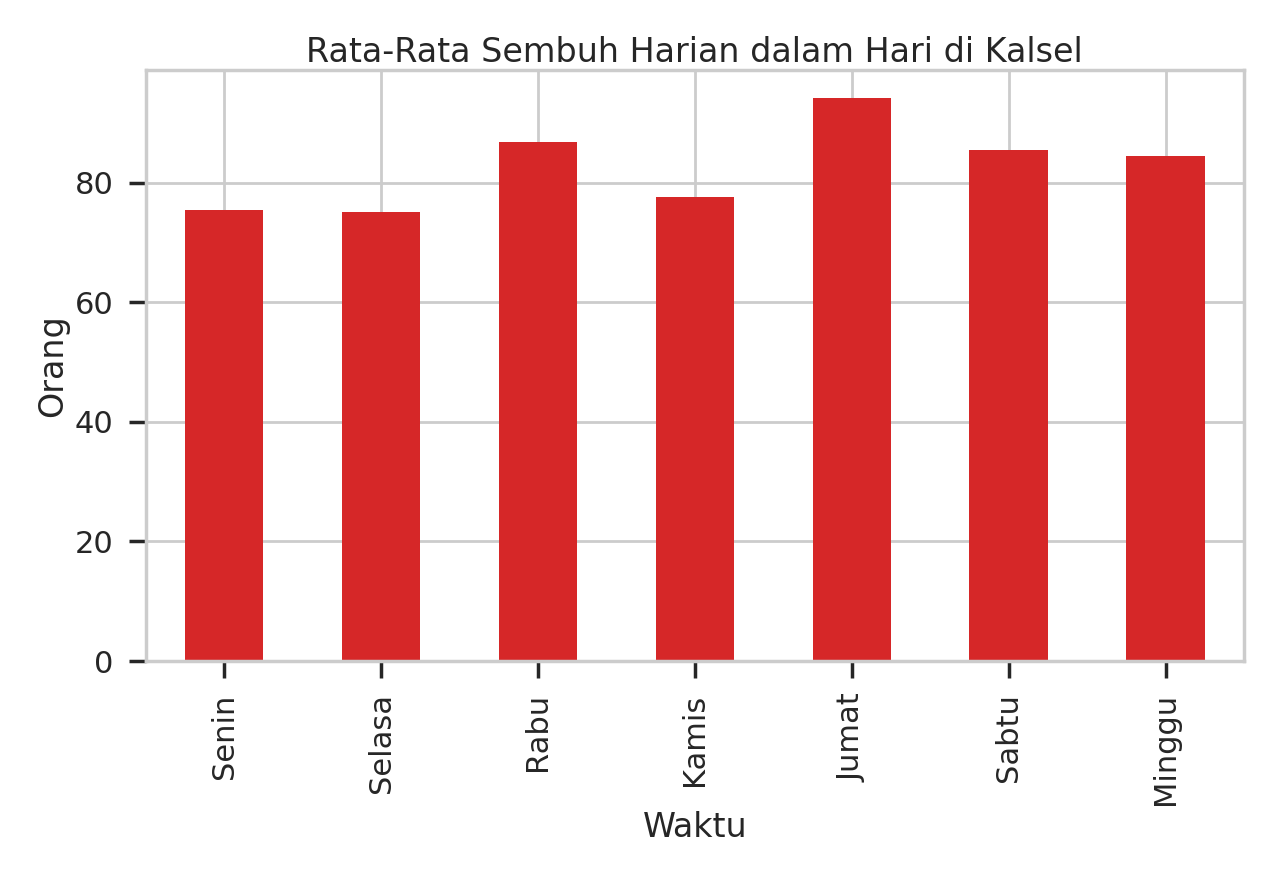 Rata-Rata Sembuh Harian dalam Hari di Kalsel
Orang
80
60
40
20
0
Senin
Selasa
Rabu
Kamis
Jumat
Sabtu
Minggu
Waktu